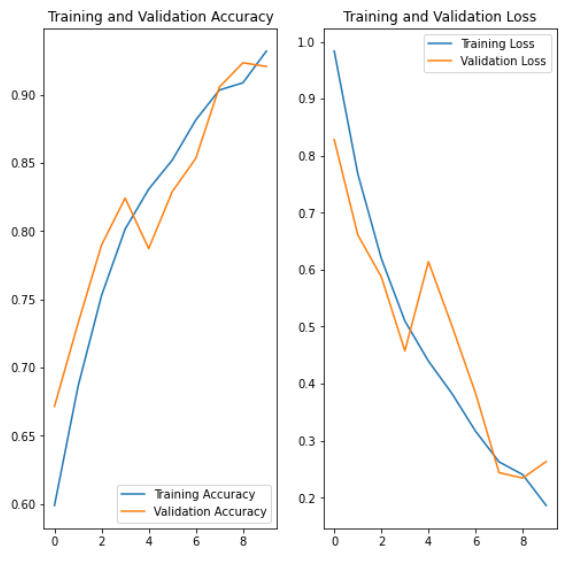 Training and Validation Accuracy
0.90
0.85
0.80
0.75
0.70
0.65
0.60
0 2 4 6 8
Training Accuracy
Validation Accuracy
Training and Validation Loss
1.0
0.9
0.8
0.7
0.6
0.5
0.4
0.3
0.2
0 2 4 6 8
Training Loss
Validation Loss